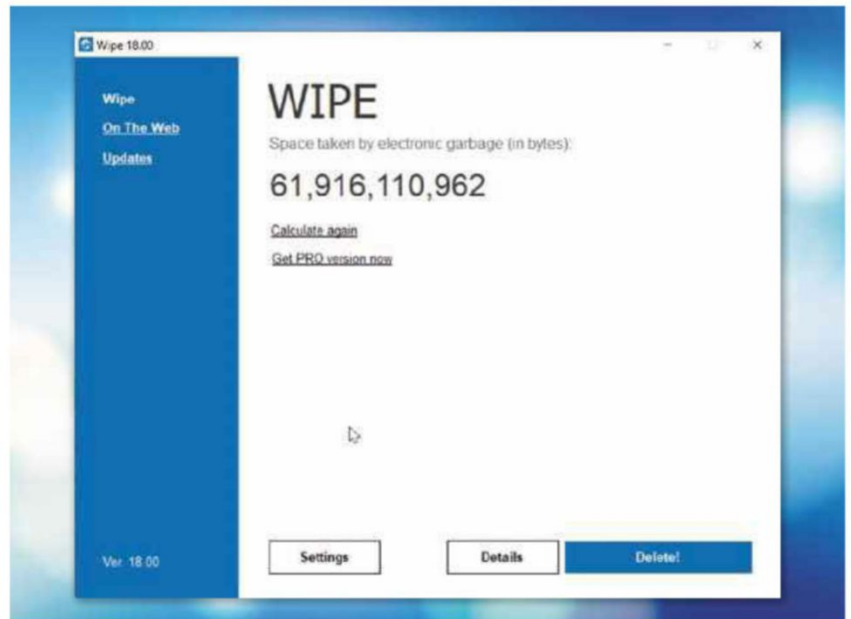 Wipe 18.00
Wipe
On The Web
Updates
WIPE
Space taken by electronic garbage (in bytes):
61,916,110,962
Calculate again
Get PRO version now
Ver. 18.00
Settings
Details
Delete!